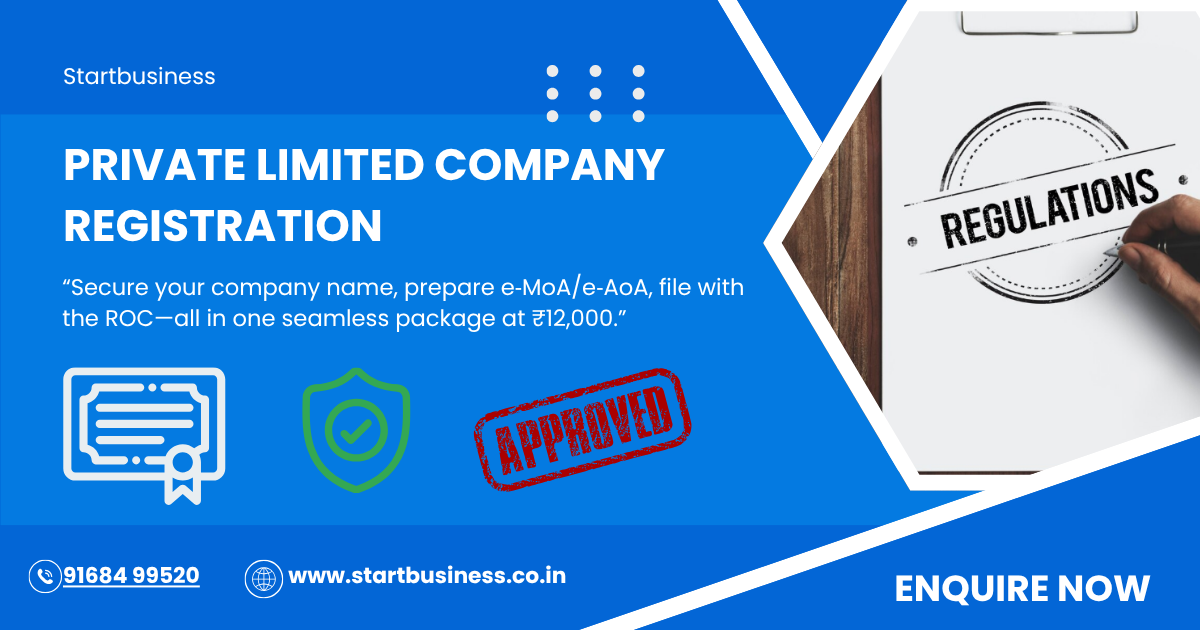 Startbusiness
PRIVATE LIMITED COMPANY
REGISTRATION
“Secure your company name, prepare e-MoA/e-AoA, file with
the ROC—all in one seamless package at ₹12,000.”
APPROVED
REGULATIONS
91684 99520
www.startbusiness.co.in
ENQUIRE NOW